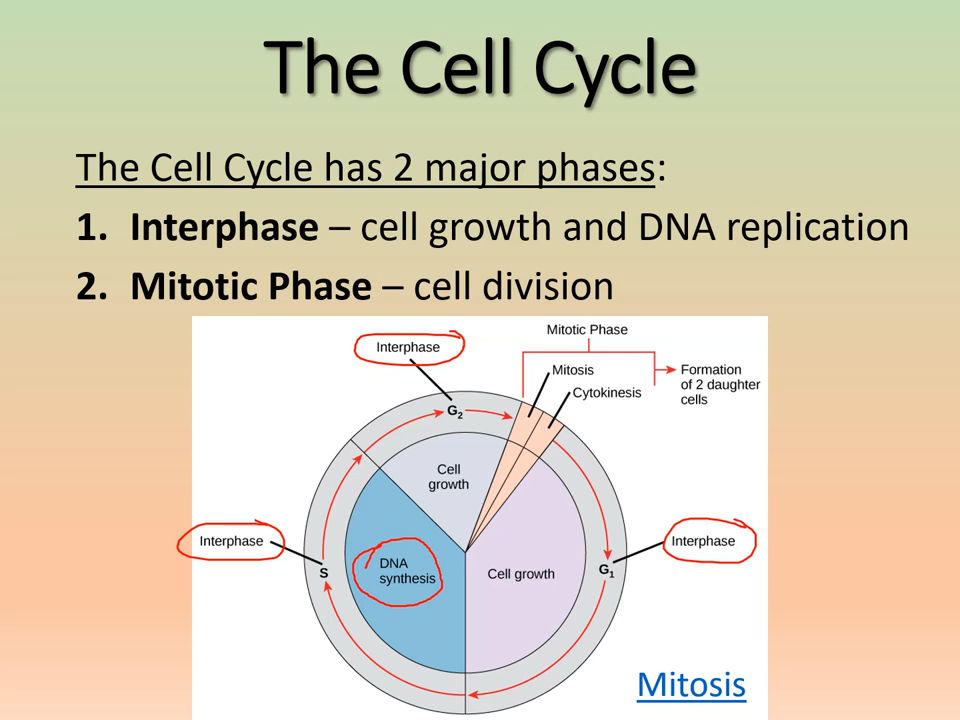 The Cell Cycle
The Cell Cycle has 2 major phases:
1. Interphase – cell growth and DNA replication
2. Mitotic Phase – cell division
Mitotic Phase
Interphase
Mitosis
Formation
of 2 daughter
cells
Cytokinesis
G₂
Cell
growth
Interphase
Interphase
DNA
synthesis
S
Cell growth
G₁
Mitosis